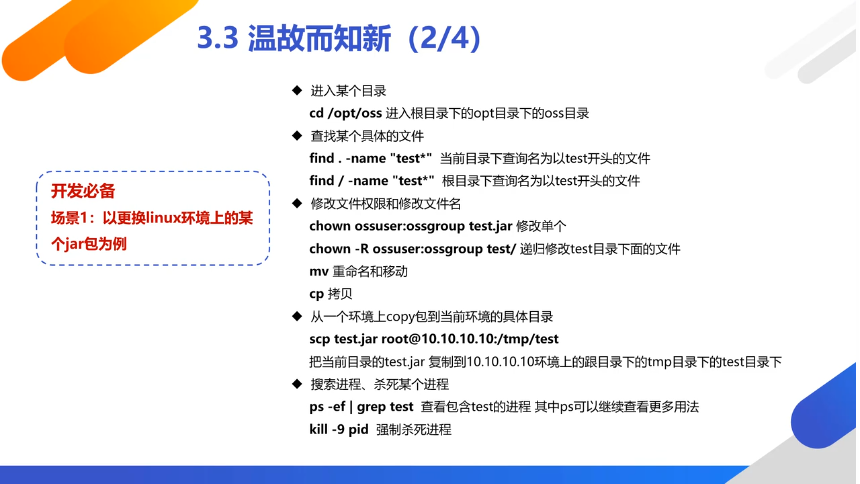 3.3 温故而知新（2/4）
开发必备
场景1：以更换linux环境上的某
个jar包为例
◆ 进入某个目录
cd /opt/oss 进入根目录下的opt目录下的oss目录
◆ 查找某个具体的文件
find . -name "test*" 当前目录下查询名为以test开头的文件
find / -name "test*" 根目录下查询名为以test开头的文件
◆ 修改文件权限和修改文件名
chown ossuser:ossgroup test.jar 修改单个
chown -R ossuser:ossgroup test/ 递归修改test目录下面的文件
mv 重命名和移动
cp 拷贝
◆ 从一个环境上copy包到当前环境的具体目录
scp test.jar root@10.10.10.10:/tmp/test
把当前目录的test.jar 复制到10.10.10.10环境上的跟目录下的tmp目录下的test目录下
◆ 搜索进程、杀死某个进程
ps -ef | grep test 查看包含test的进程 其中ps可以继续查看更多用法
kill -9 pid 强制杀死进程